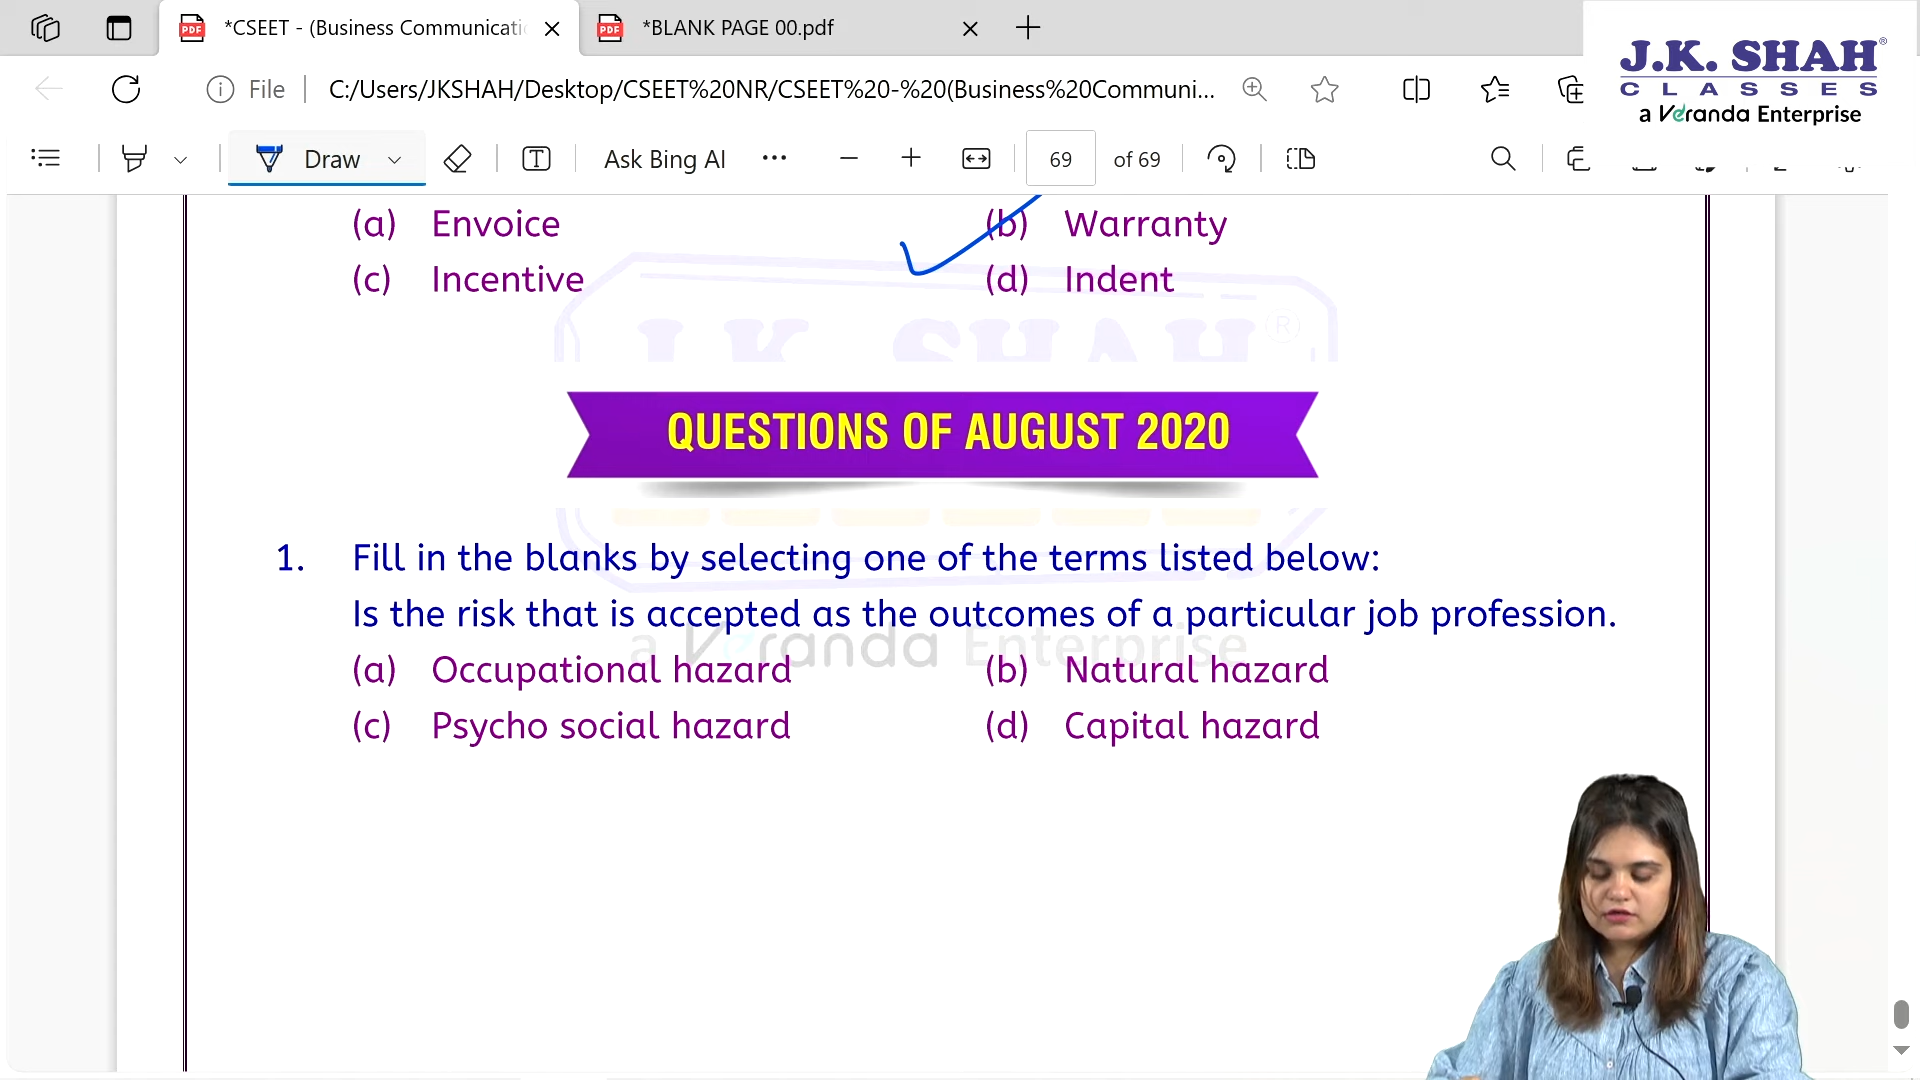 *CSEET - (Business Communicati
*BLANK PAGE 00.pdf
J.K. SHAH®
CLASSES
a Veranda Enterprise
File
C:/Users/JKSHAH/Desktop/CSEET%20NR/CSEET%20-%20(Business%20Communi...
Draw
Ask Bing AI
69
of 69
(a) Envoice (b) Warranty
(c) Incentive (d) Indent
J.K. SHAH ®
QUESTIONS OF AUGUST 2020
1. Fill in the blanks by selecting one of the terms listed below:
Is the risk that is accepted as the outcomes of a particular job profession.
a Veranda Enterprise
(a) Occupational hazard (b) Natural hazard
(c) Psycho social hazard (d) Capital hazard